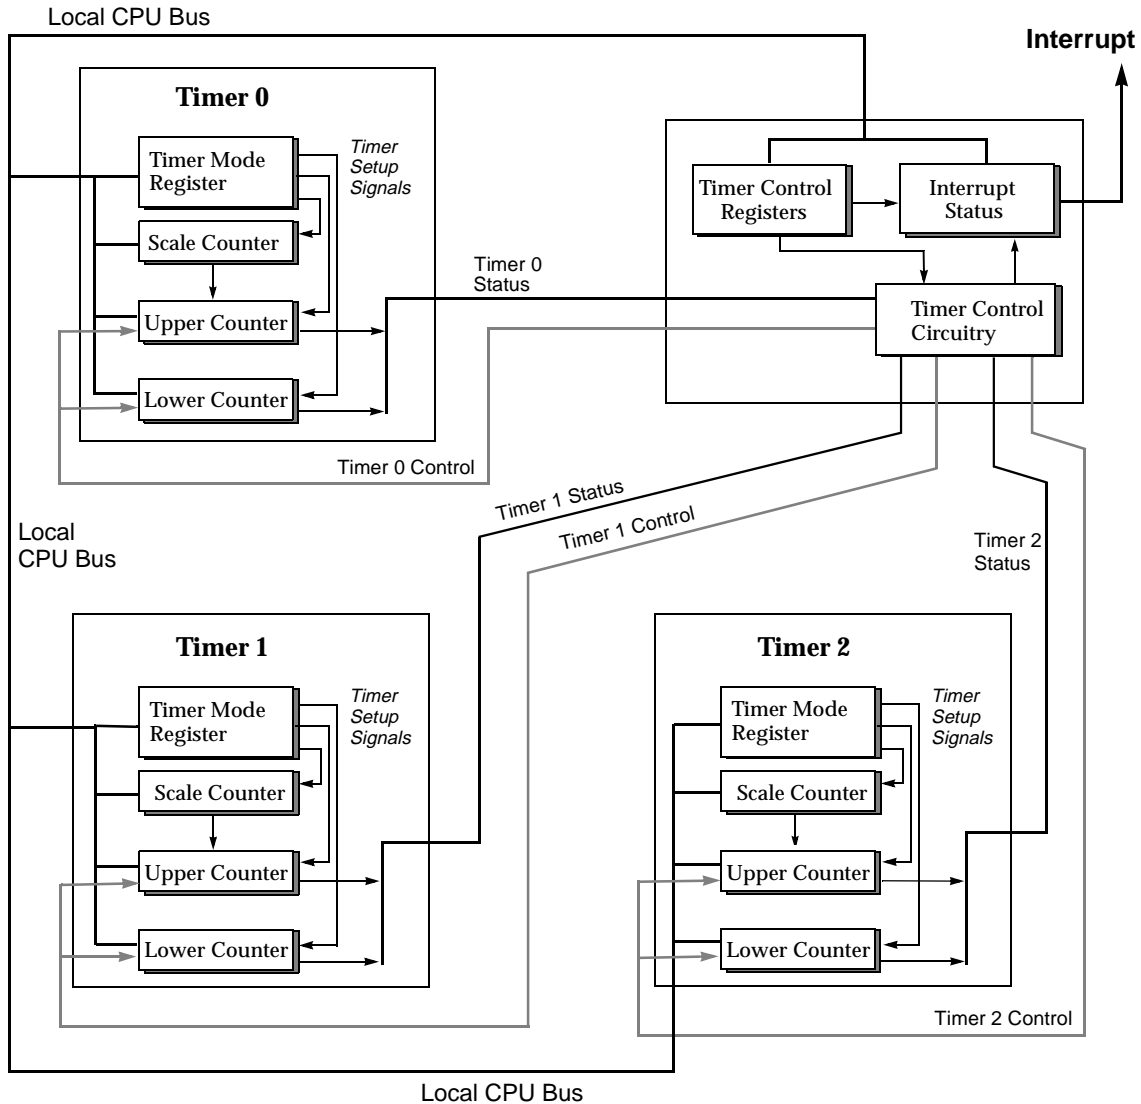 Local CPU Bus
Interrupt
Timer 0
Timer Mode
Register
Timer
Setup
Signals
Scale Counter
Upper Counter
Lower Counter
Timer 0
Status
Timer 0 Control
Timer Control
Registers
Interrupt
Status
Timer Control
Circuitry
Timer 1 Status
Timer 1 Control
Timer 2
Status
Local
CPU Bus
Timer 1
Timer Mode
Register
Timer
Setup
Signals
Scale Counter
Upper Counter
Lower Counter
Timer 2
Timer Mode
Register
Timer
Setup
Signals
Scale Counter
Upper Counter
Lower Counter
Timer 2 Control
Local CPU Bus